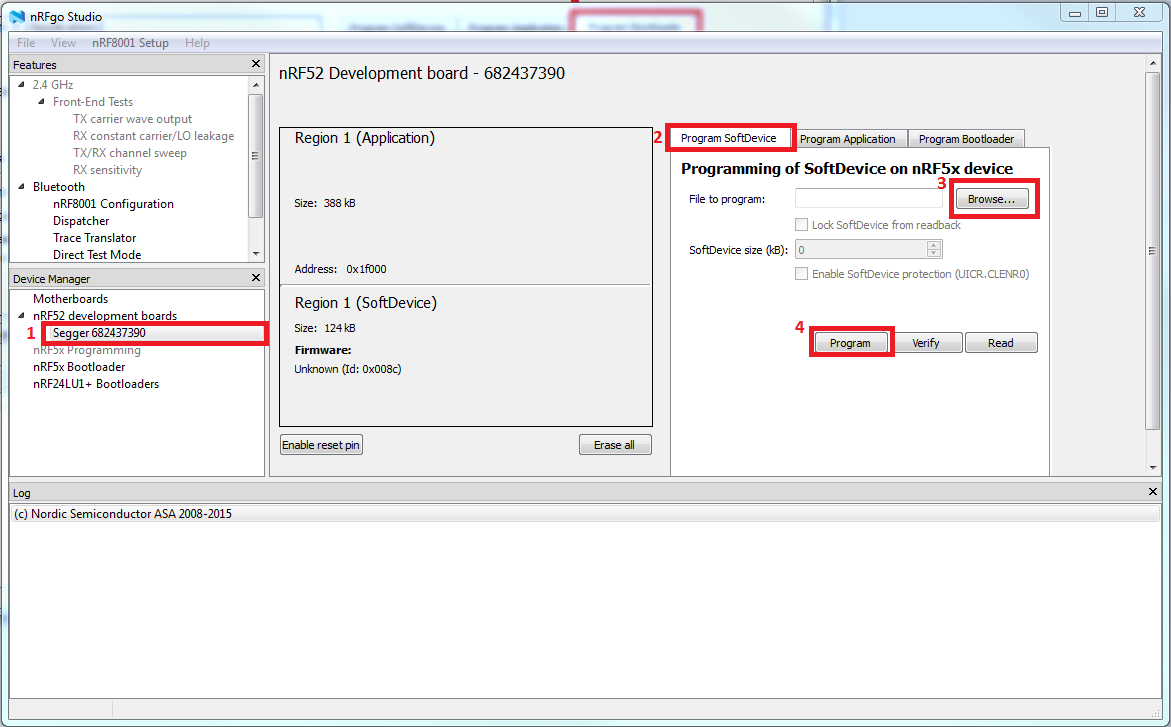 nRFgo Studio
File View nRF8001 Setup Help
Features
2.4 GHz
Front-End Tests
TX carrier wave output
RX constant carrier/LO leakage
TX/RX channel sweep
RX sensitivity
Bluetooth
nRF8001 Configuration
Dispatcher
Trace Translator
Direct Test Mode
Device Manager
Motherboards
nRF52 development boards
1 Segger 682437390
nRF5x Programming
nRF5x Bootloader
nRF24LU1+ Bootloaders
nRF52 Development board - 682437390
Region 1 (Application)
Size: 388 kB
Address: 0x1f000
Region 1 (SoftDevice)
Size: 124 kB
Firmware:
Unknown (Id: 0x008c)
Enable reset pin Erase all
2 Program SoftDevice Program Application Program Bootloader
Programming of SoftDevice on nRF5x device
3
File to program: Browse...
Lock SoftDevice from readback
SoftDevice size (kB): 0
Enable SoftDevice protection (UICR.CLENR0)
4 Program Verify Read
Log
(c) Nordic Semiconductor ASA 2008-2015